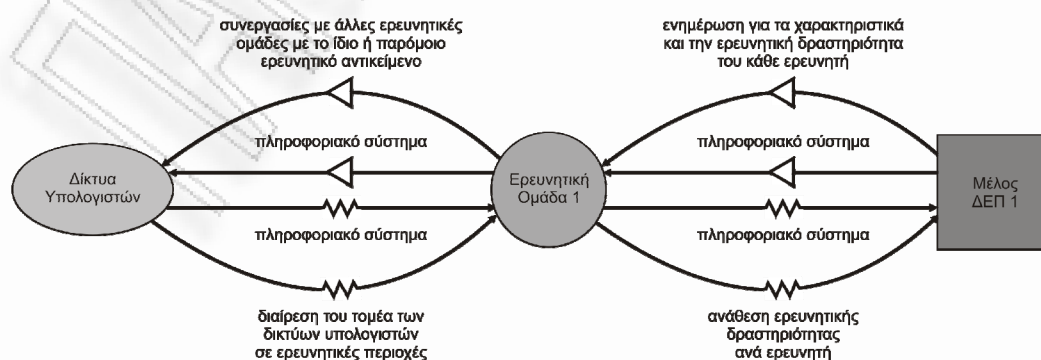 συνεργασίες με άλλες ερευνητικές
ομάδες με το ίδιο ή παρόμοιο
ερευνητικό αντικείμενο
ενημέρωση για τα χαρακτηριστικά
και την ερευνητική δραστηριότητα
του κάθε ερευνητή
πληροφοριακό σύστημα
πληροφοριακό σύστημα
Δίκτυα
Υπολογιστών
Ερευνητική
Ομάδα 1
Μέλος
ΔΕΠ 1
πληροφοριακό σύστημα
πληροφοριακό σύστημα
διαίρεση του τομέα των
δικτύων υπολογιστών
σε ερευνητικές περιοχές
ανάθεση ερευνητικής
δραστηριότητας
ανά ερευνητή